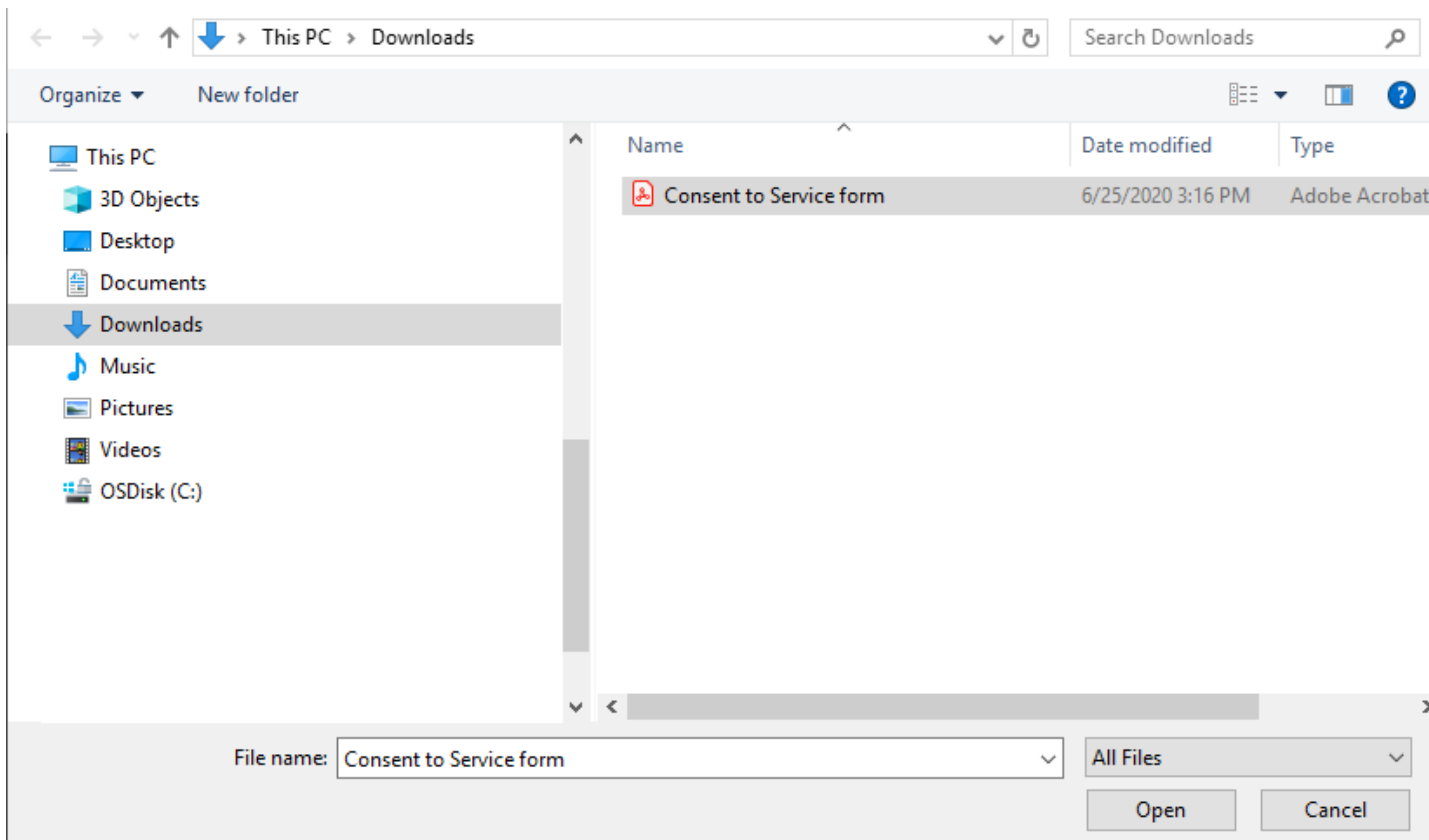 This PC > Downloads
Search Downloads
Organize
New folder
?
This PC
3D Objects
Desktop
Documents
Downloads
Music
Pictures
Videos
OSDisk (C:)
Name
Date modified
Type
Consent to Service form
6/25/2020 3:16 PM
Adobe Acrobat
File name:
Consent to Service form
All Files
Open
Cancel